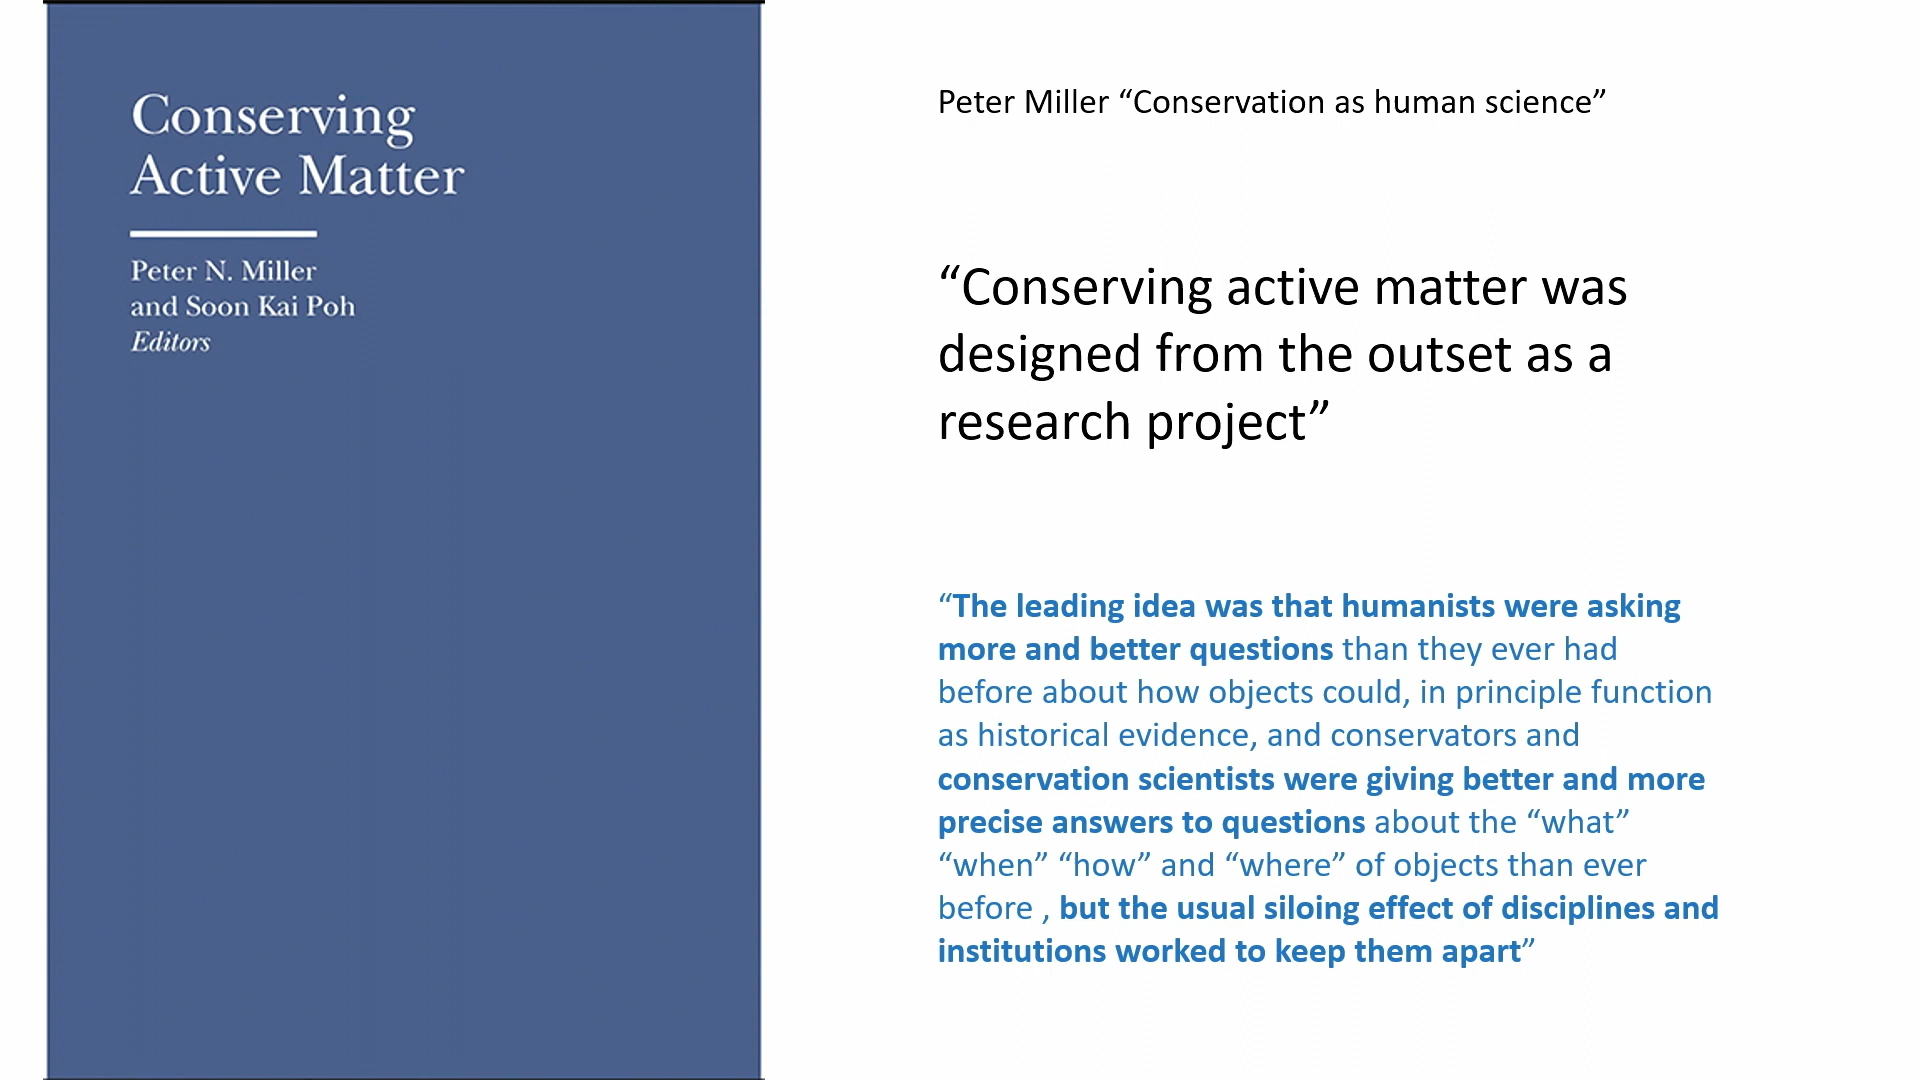 Conserving
Active Matter
Peter N. Miller
and Soon Kai Poh
Editors
Peter Miller “Conservation as human science”
“Conserving active matter was
designed from the outset as a
research project”
“The leading idea was that humanists were asking
more and better questions than they ever had
before about how objects could, in principle function
as historical evidence, and conservators and
conservation scientists were giving better and more
precise answers to questions about the “what”
“when” “how” and “where” of objects than ever
before , but the usual siloing effect of disciplines and
institutions worked to keep them apart”